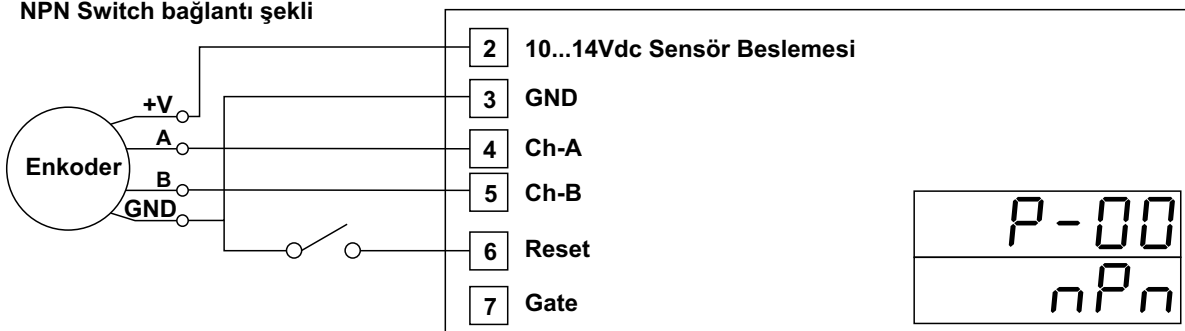 NPN Switch bağlantı şekli
2 10...14Vdc Sensör Beslemesi
+V
3 GND
A
4 Ch-A
Enkoder
B
5 Ch-B
GND
6 Reset
7 Gate
P-00
nPn